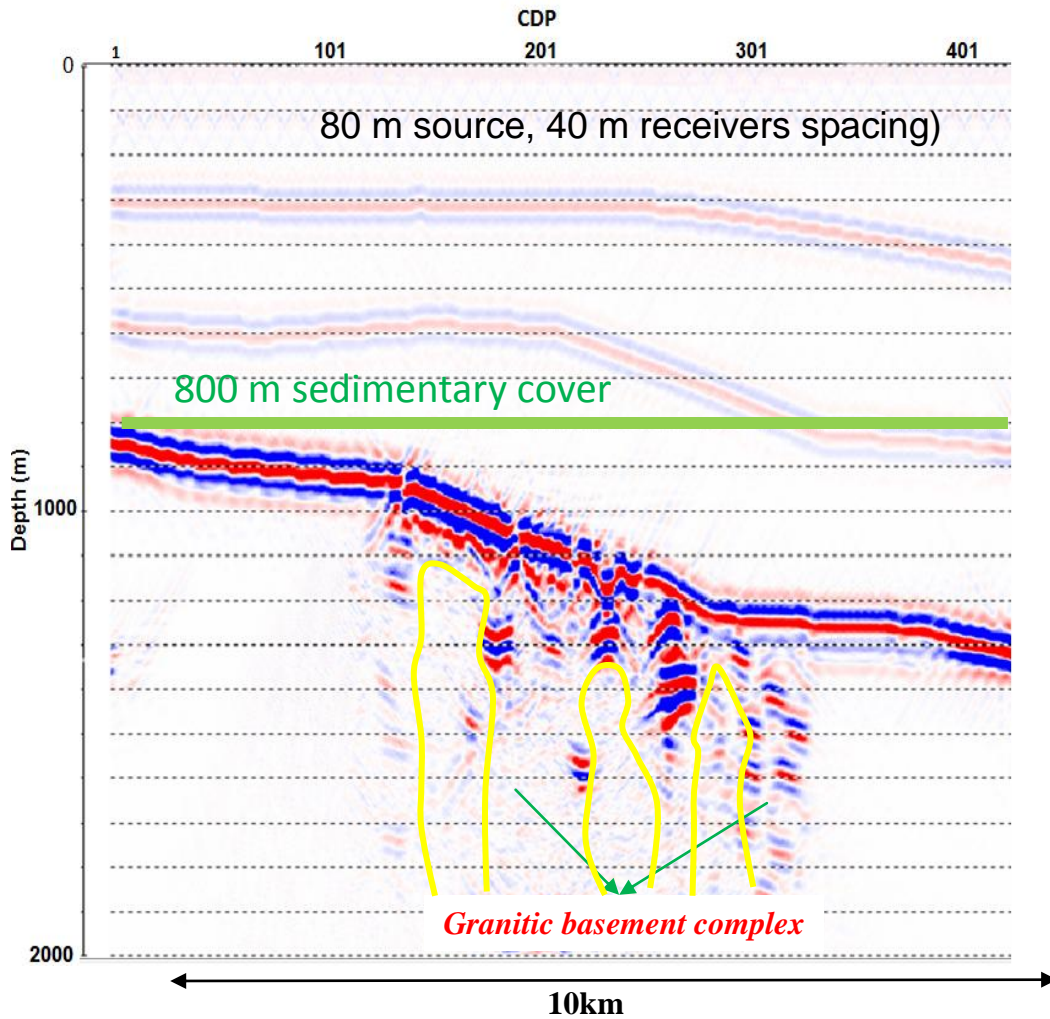 CDP
1 101 201 301 401
0
80 m source, 40 m receivers spacing)
800 m sedimentary cover
Depth (m)
1000
Granitic basement complex
2000
10km